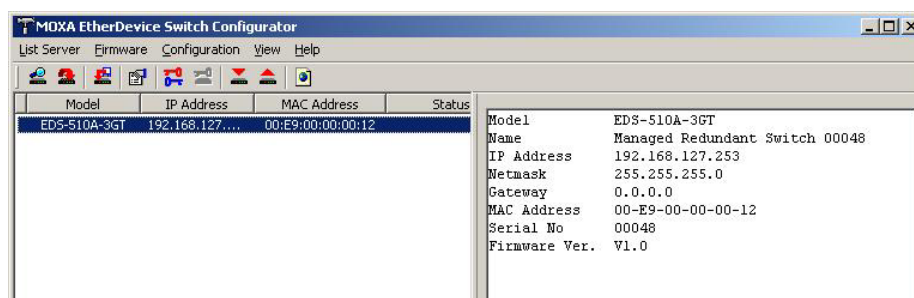 MOXA EtherDevice Switch Configurator
List Server Firmware Configuration View Help
Model IP Address MAC Address Status
EDS-510A-3GT 192.168.127.... 00:E9:00:00:00:12
Model EDS-510A-3GT
Name Managed Redundant Switch 00048
IP Address 192.168.127.253
Netmask 255.255.255.0
Gateway 0.0.0.0
MAC Address 00-E9-00-00-00-12
Serial No 00048
Firmware Ver. V1.0